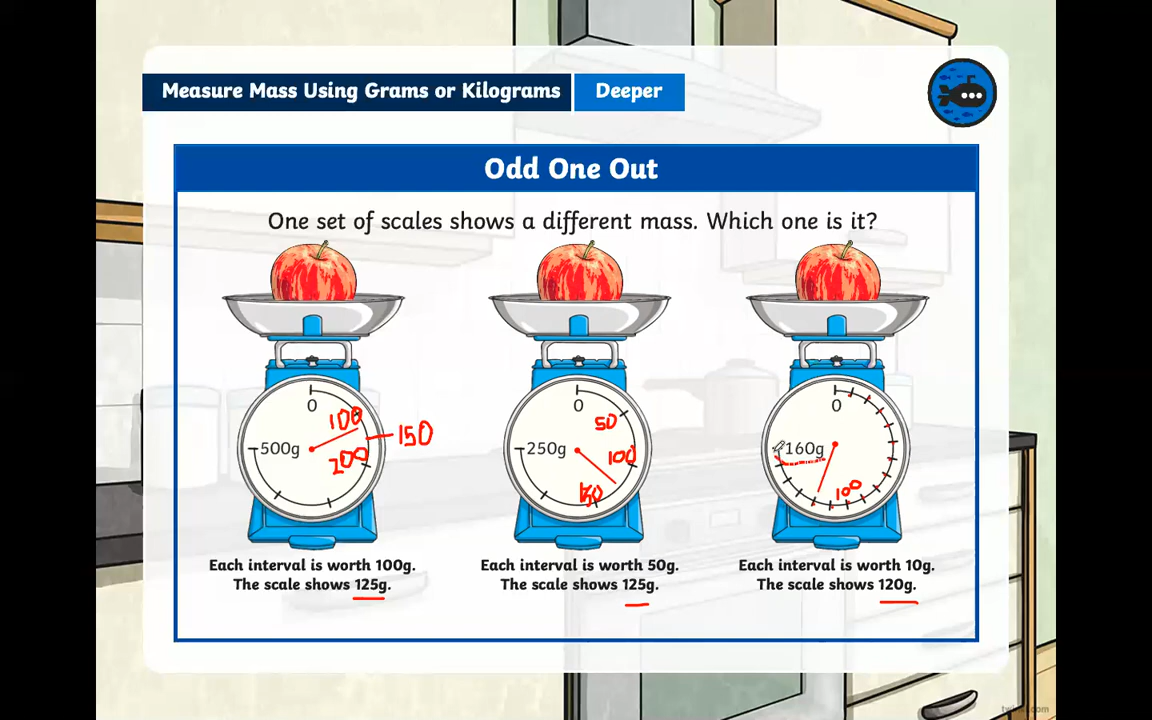 Measure Mass Using Grams or Kilograms Deeper
Odd One Out
One set of scales shows a different mass. Which one is it?
0
100
150
200
500g
0
50
100
250g
0
160g
100
Each interval is worth 100g.
The scale shows 125g.
Each interval is worth 50g.
The scale shows 125g.
Each interval is worth 10g.
The scale shows 120g.